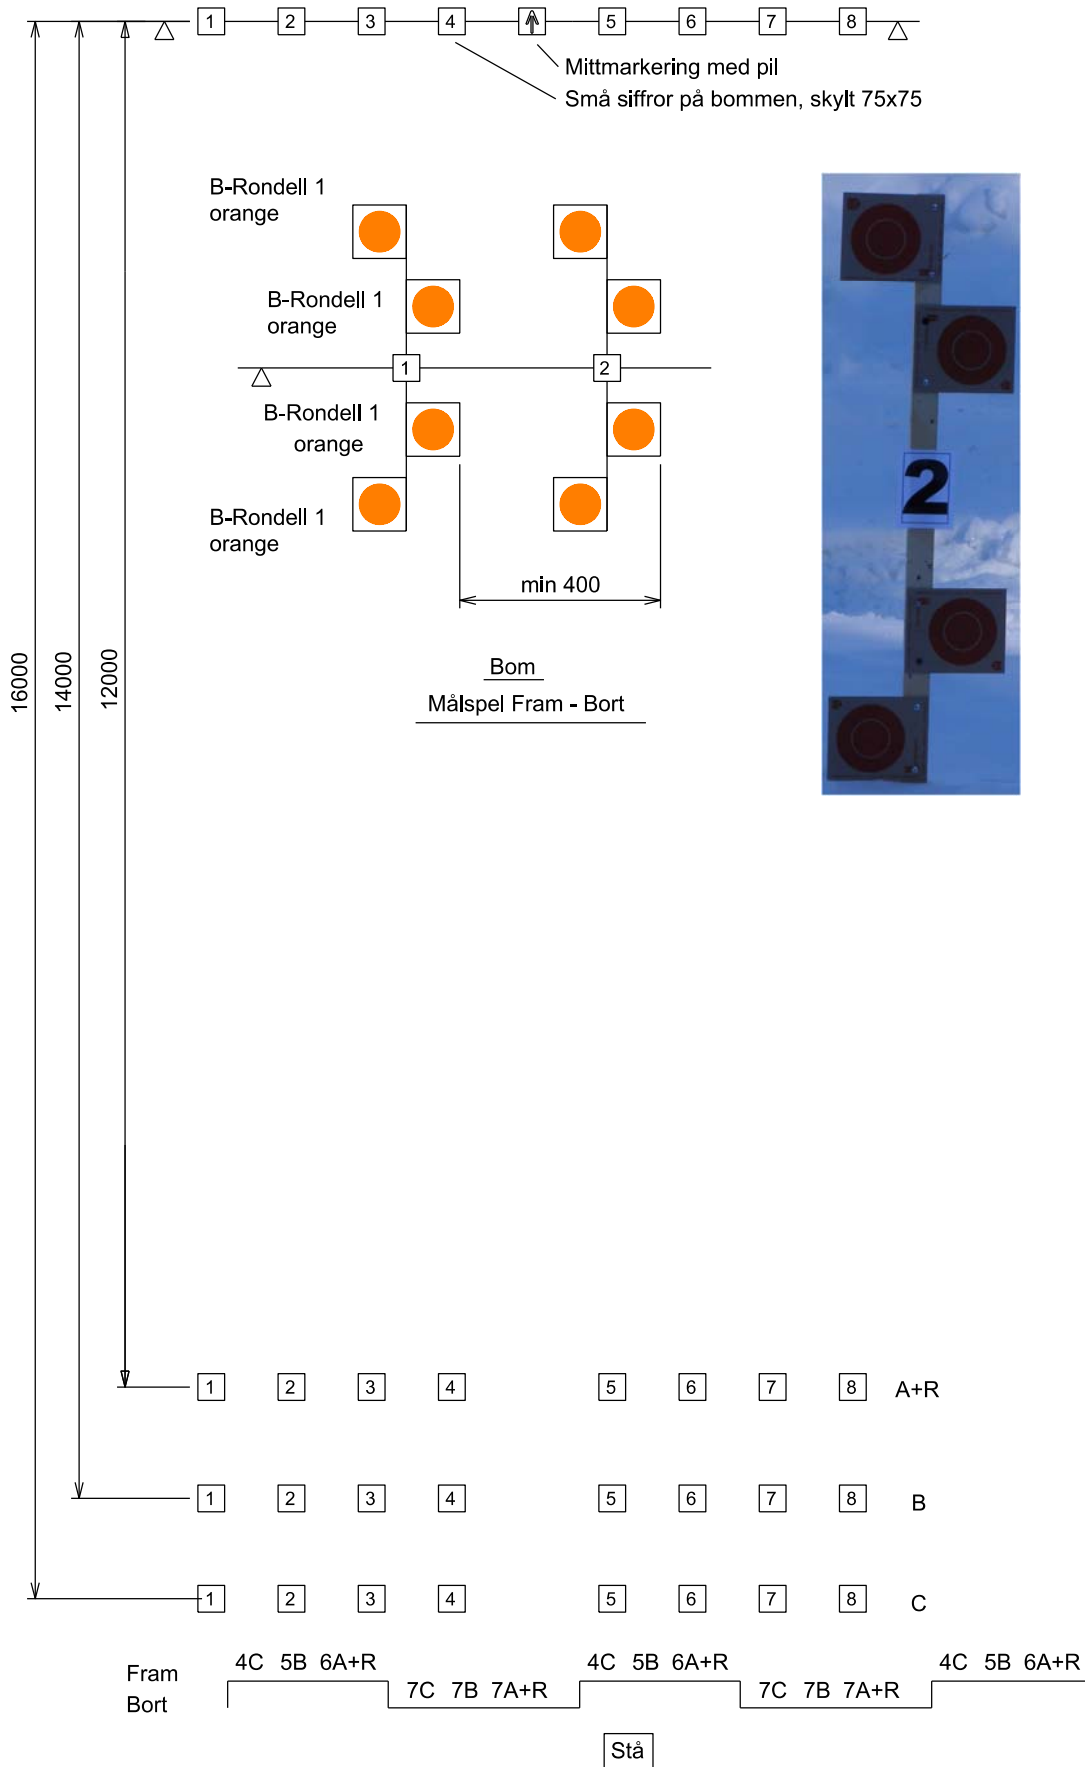 1 2 3 4 5 6 7 8
Mittmarkering med pil
Små siffror på bommen, skylt 75x75
B-Rondell 1
orange
B-Rondell 1
orange
1 2
B-Rondell 1
orange
B-Rondell 1
orange
min 400
2
Bom
Målspel Fram - Bort
16000
14000
12000
1 2 3 4 5 6 7 8 A+R
1 2 3 4 5 6 7 8 B
1 2 3 4 5 6 7 8 C
Fram 4C 5B 6A+R 4C 5B 6A+R 4C 5B 6A+R
Bort 7C 7B 7A+R 7C 7B 7A+R
Stå